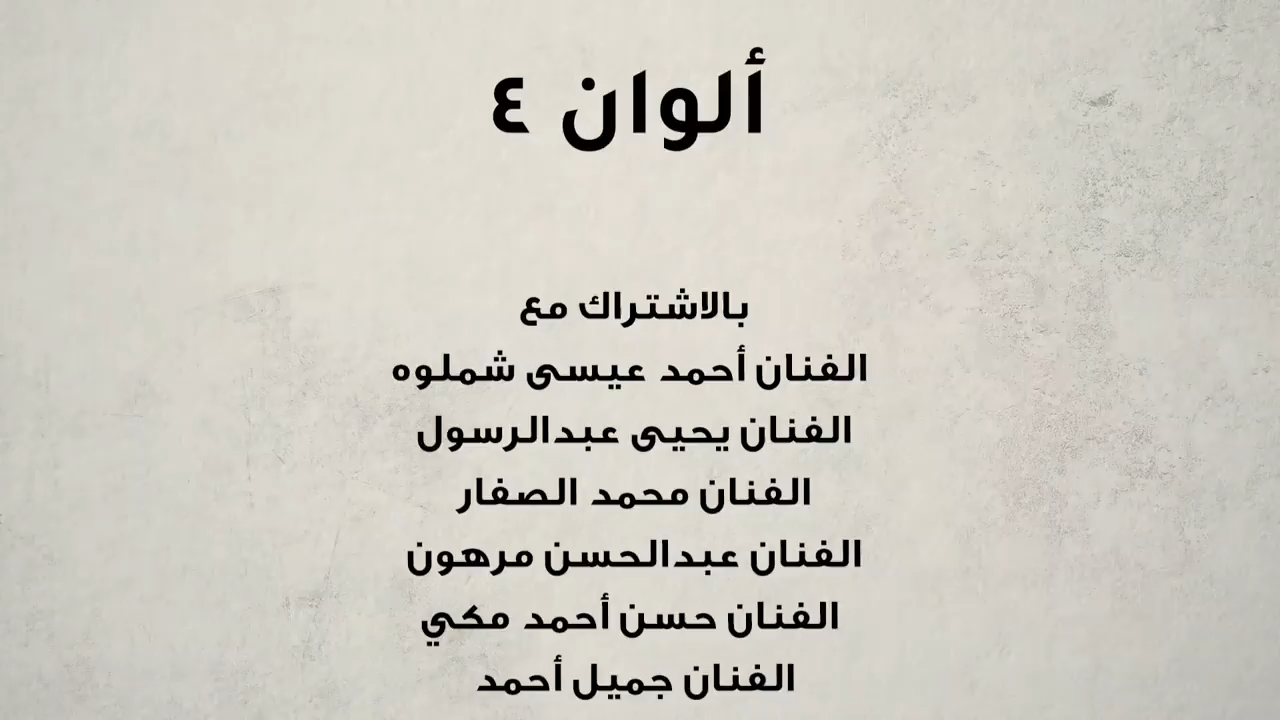 ألوان ٤
بالاشتراك مع
الفنان أحمد عيسى شملوه
الفنان يحيى عبدالرسول
الفنان محمد الصفار
الفنان عبدالحسن مرهون
الفنان حسن أحمد مكي
الفنان جميل أحمد